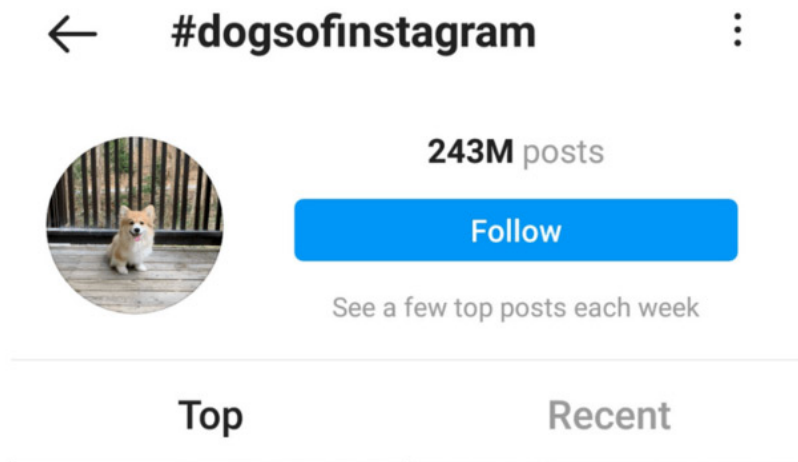 #dogsofinstagram
243M posts
Follow
See a few top posts each week
Top Recent